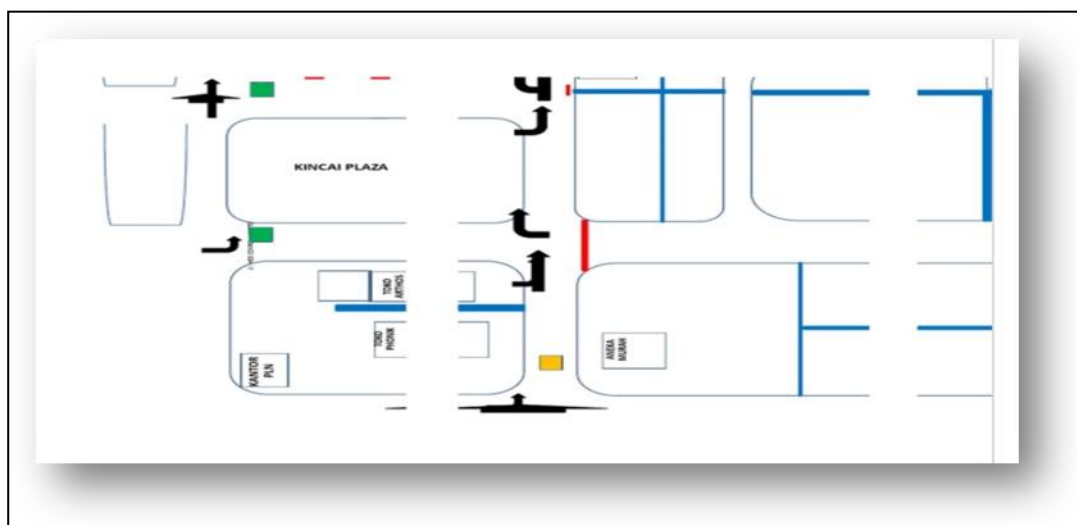 KINCAI PLAZA
TOKO
ARTHOS
TOKO
PHONIK
KANTOR
PLN
ANEKA
MURAH